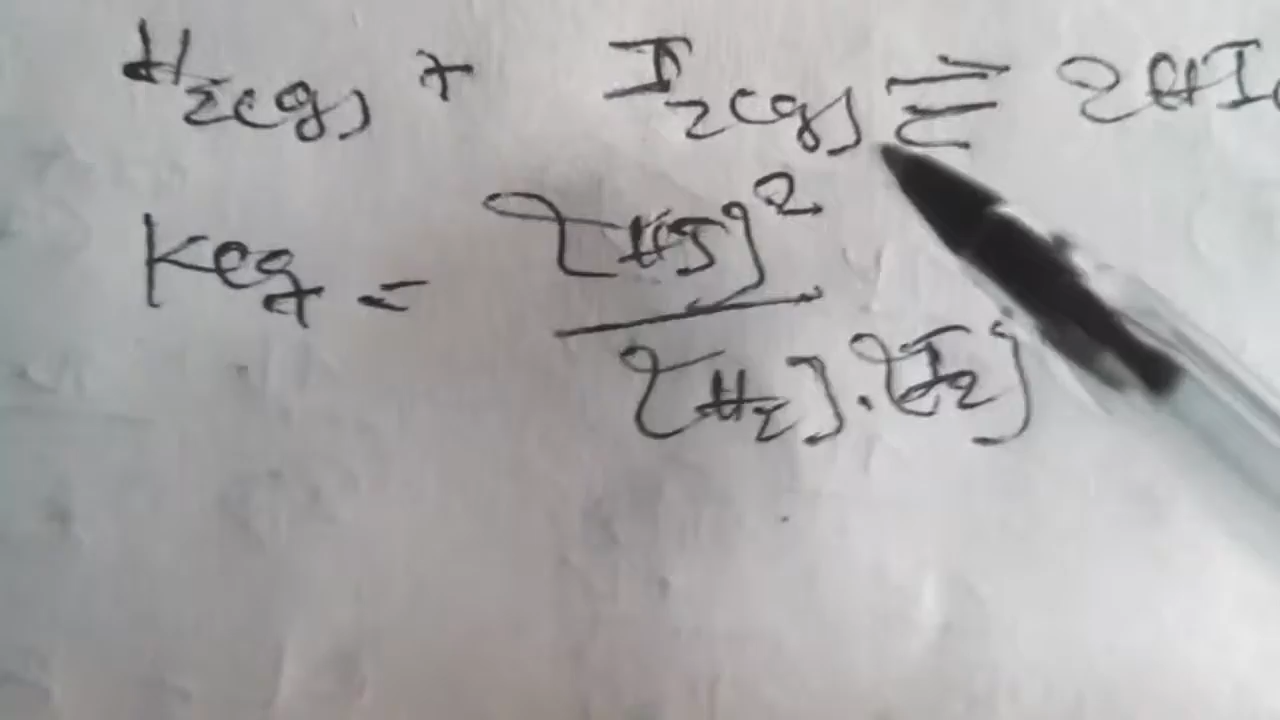 H₂(g) + I₂(g) ⇌ 2HI(
Keq = [HI]²
[H₂].[I₂]